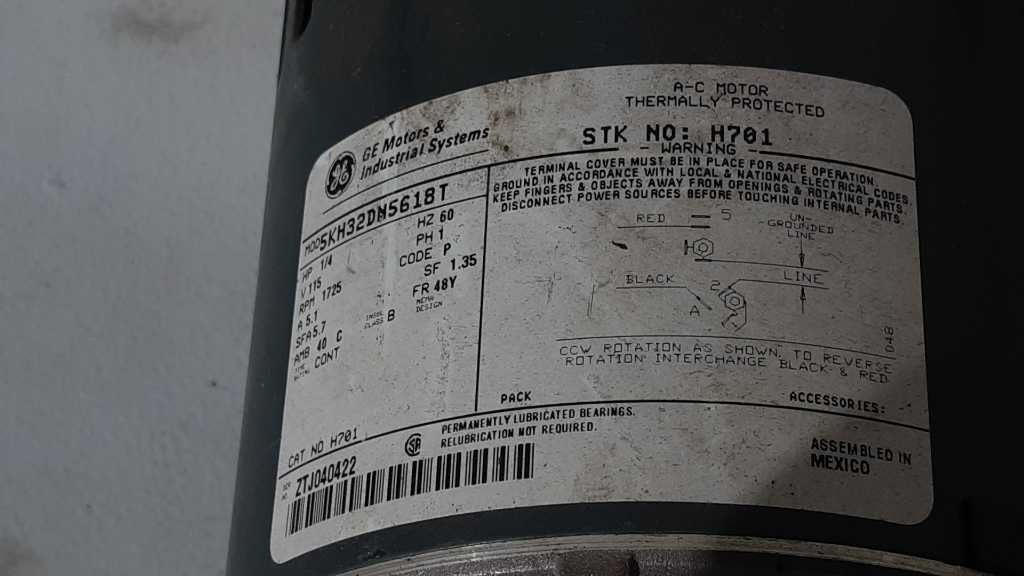 A-C MOTOR
THERMALLY PROTECTED
GE Motors &
Industrial Systems
STK NO: H701
- WARNING -
TERMINAL COVER MUST BE IN PLACE FOR SAFE OPERATION.
GROUND IN ACCORDANCE WITH LOCAL & NATIONAL ELECTRICAL CODES.
KEEP FINGERS & OBJECTS AWAY FROM OPENINGS & ROTATING PARTS.
DISCONNECT POWER SOURCES BEFORE TOUCHING INTERNAL PARTS.
MOD 5KH32DN5618T
HP 1/4
HZ 60
V 115
PH 1
RPM 1725
CODE P
A 5.1
SF 1.35
SFA 5.7
INSUL CLASS B
FR 48Y
AMB 40 C
NEMA DESIGN
TIME RATING CONT
RED
5
UN-
GROUNDED
LINE
H
BLACK
2
LINE
A
CCW ROTATION AS SHOWN. TO REVERSE
ROTATION INTERCHANGE BLACK & RED
048
PACK
ACCESSORIES:
CAT NO H701
PERMANENTLY LUBRICATED BEARINGS.
RELUBRICATION NOT REQUIRED.
ZTJ040422
ASSEMBLED IN
MEXICO